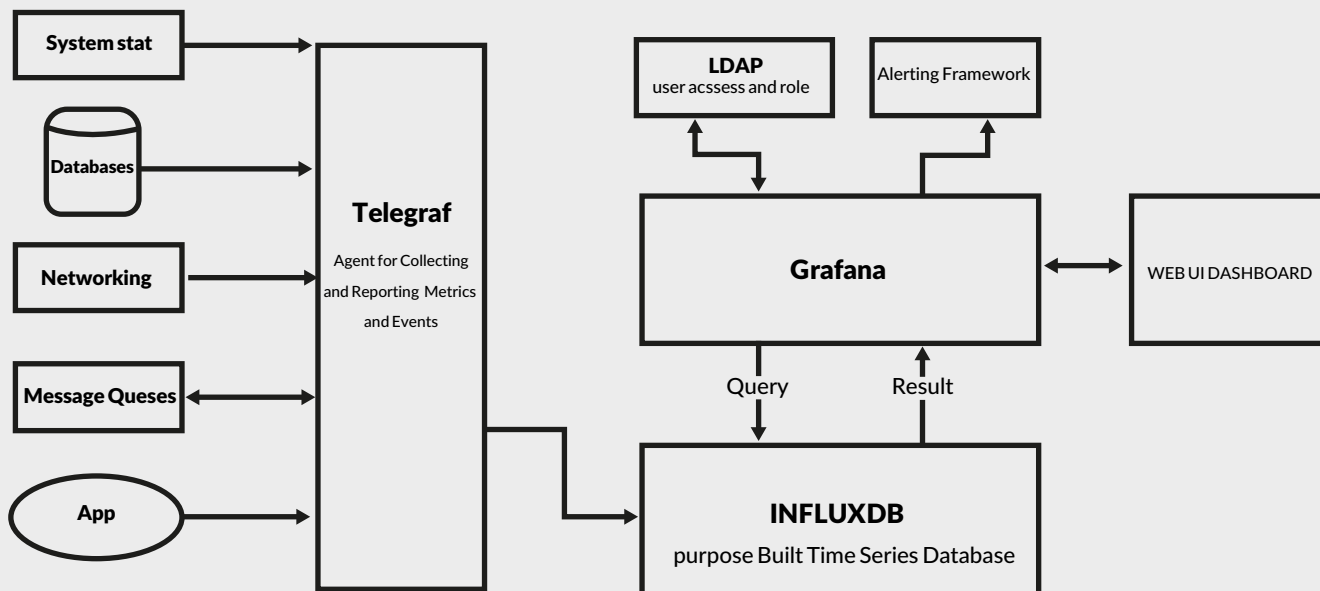 System stat
Databases
Networking
Message Queses
App
Telegraf
Agent for Collecting
and Reporting Metrics
and Events
LDAP
user acssess and role
Alerting Framework
Grafana
WEB UI DASHBOARD
Query
Result
INFLUXDB
purpose Built Time Series Database